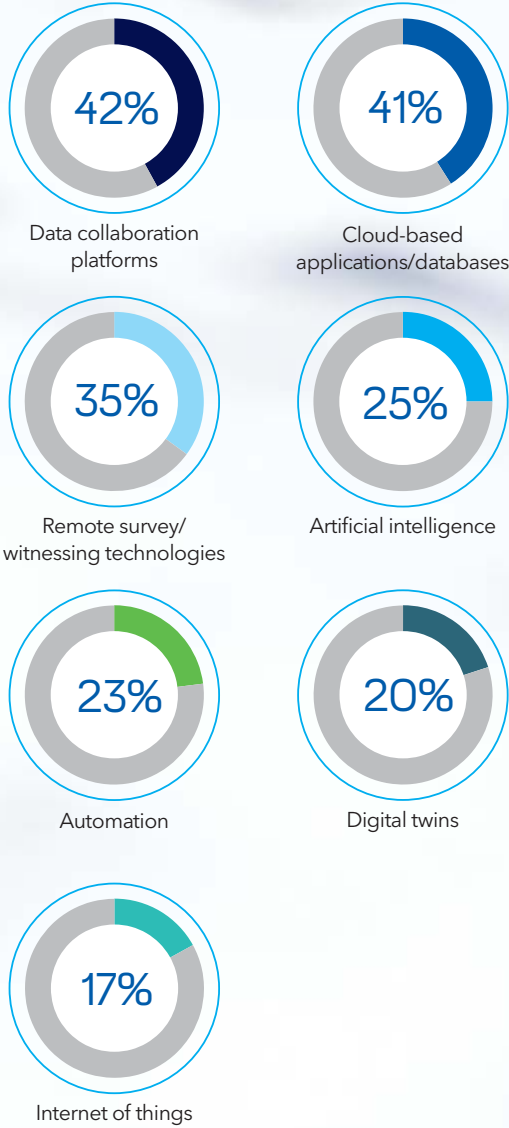 42%
Data collaboration
platforms
41%
Cloud-based
applications/databases
35%
Remote survey/
witnessing technologies
25%
Artificial intelligence
23%
Automation
20%
Digital twins
17%
Internet of things